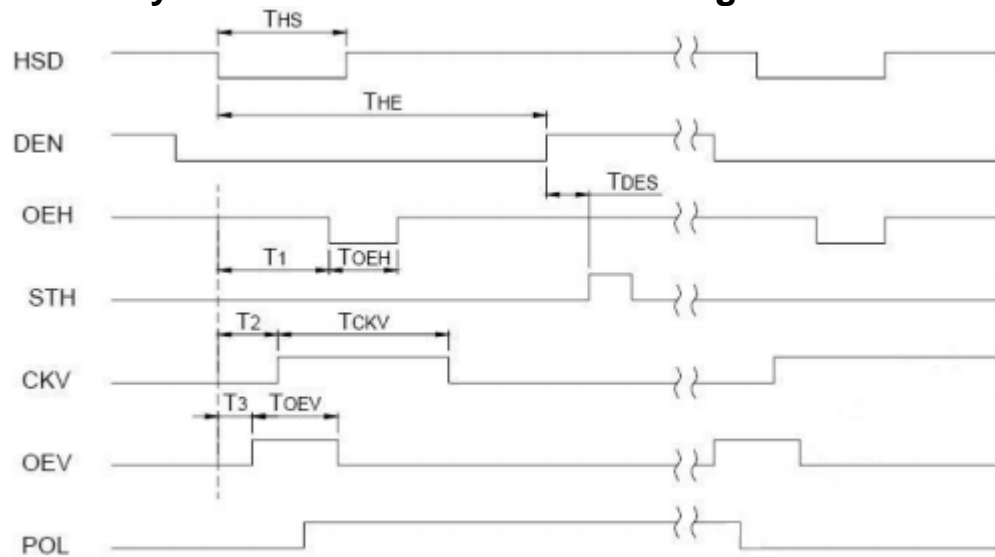 THS
HSD
THE
DEN
TDES
OEH
T1 TOEH
STH
T2 TCKV
CKV
T3 TOEV
OEV
POL